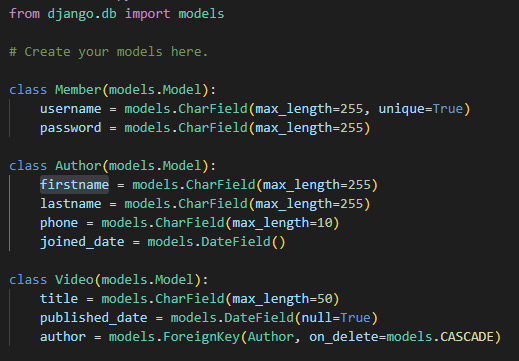 from django.db import models
# Create your models here.
class Member(models.Model):
    username = models.CharField(max_length=255, unique=True)
    password = models.CharField(max_length=255)
class Author(models.Model):
    firstname = models.CharField(max_length=255)
    lastname = models.CharField(max_length=255)
    phone = models.CharField(max_length=10)
    joined_date = models.DateField()
class Video(models.Model):
    title = models.CharField(max_length=50)
    published_date = models.DateField(null=True)
    author = models.ForeignKey(Author, on_delete=models.CASCADE)